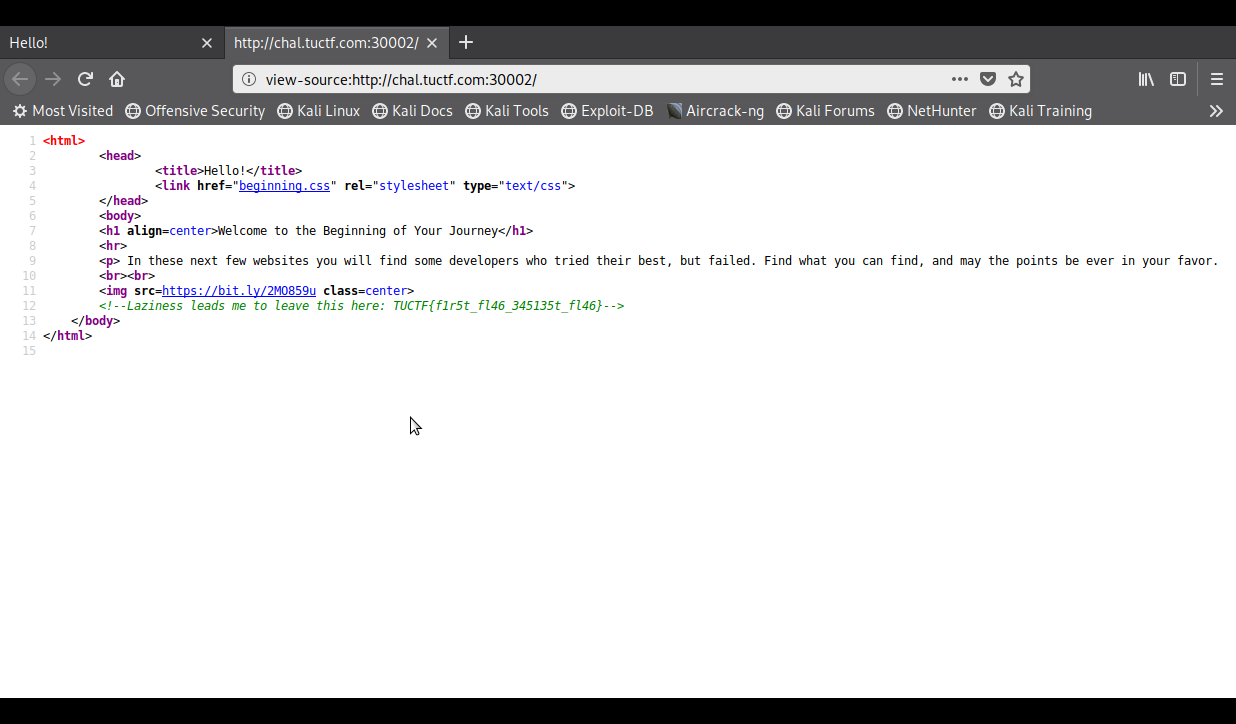 Hello! http://chal.tuctf.com:30002/
view-source:http://chal.tuctf.com:30002/
Most Visited Offensive Security Kali Linux Kali Docs Kali Tools Exploit-DB Aircrack-ng Kali Forums NetHunter Kali Training
1 <html>
2 <head>
3 <title>Hello!</title>
4 <link href="beginning.css" rel="stylesheet" type="text/css">
5 </head>
6 <body>
7 <h1 align=center>Welcome to the Beginning of Your Journey</h1>
8 <hr>
9 <p> In these next few websites you will find some developers who tried their best, but failed. Find what you can find, and may the points be ever in your favor.
10 <br><br>
11 <img src=https://bit.ly/2MO859u class=center>
12 <!--Laziness leads me to leave this here: TUCTF{f1r5t_fl46_345135t_fl46}-->
13 </body>
14 </html>
15